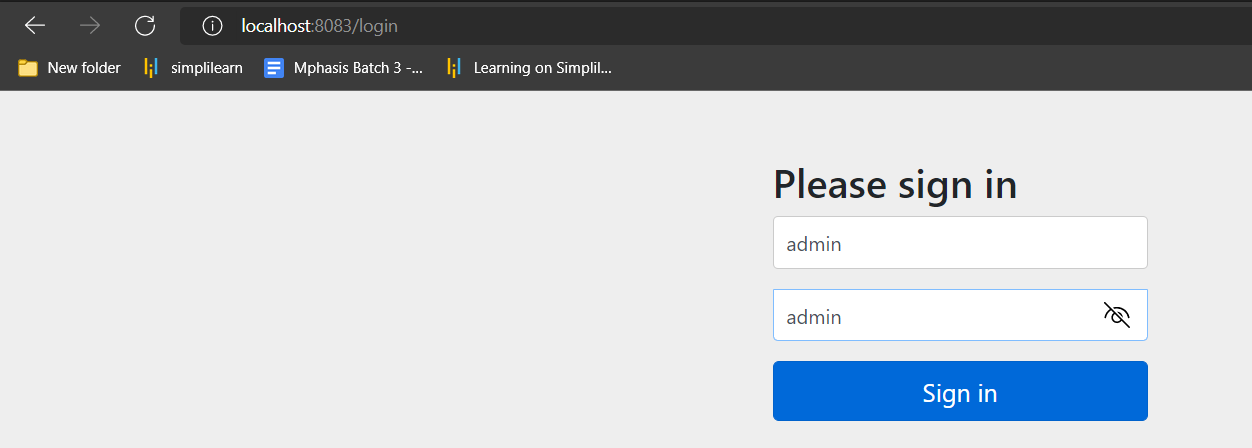 localhost:8083/login
New folder simplilearn Mphasis Batch 3 -... Learning on Simplil...
Please sign in
admin
admin
Sign in